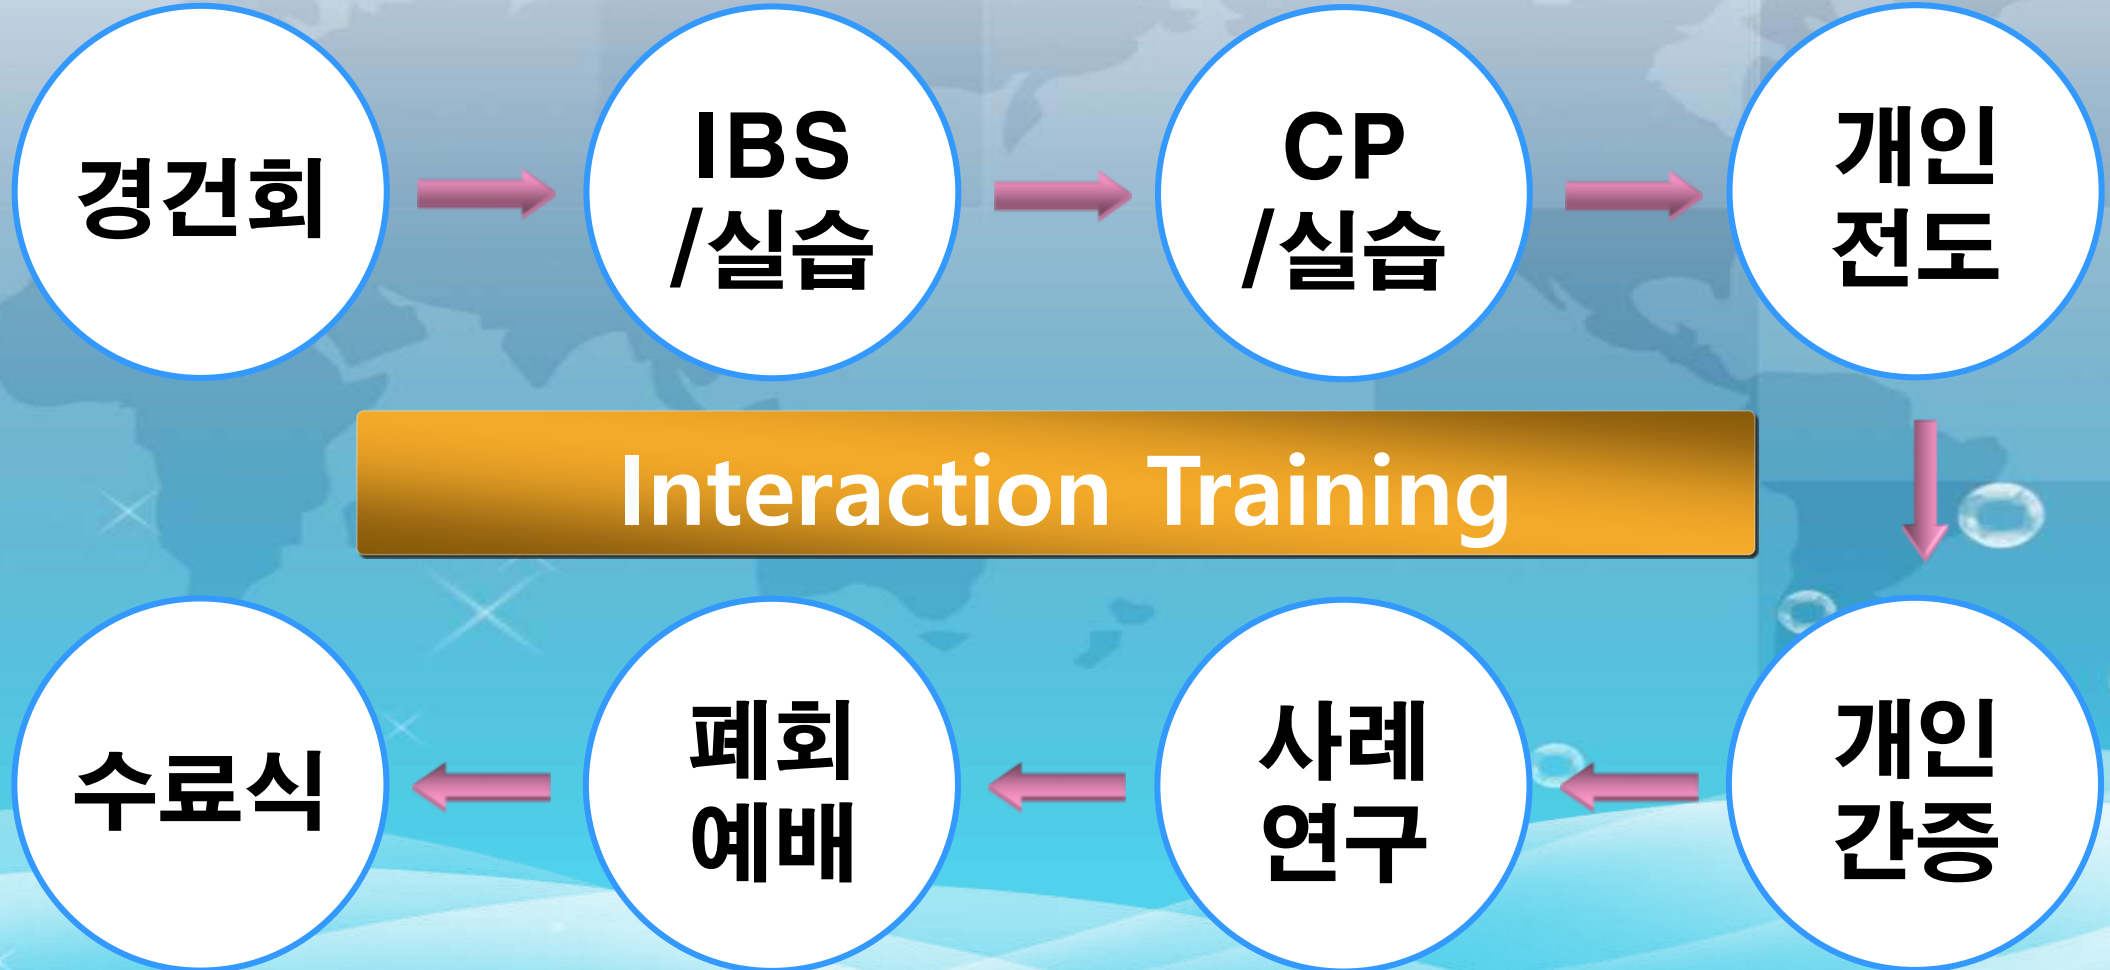 경건회
IBS
/실습
CP
/실습
개인
전도
Interaction Training
수료식
폐회
예배
사례
연구
개인
간증